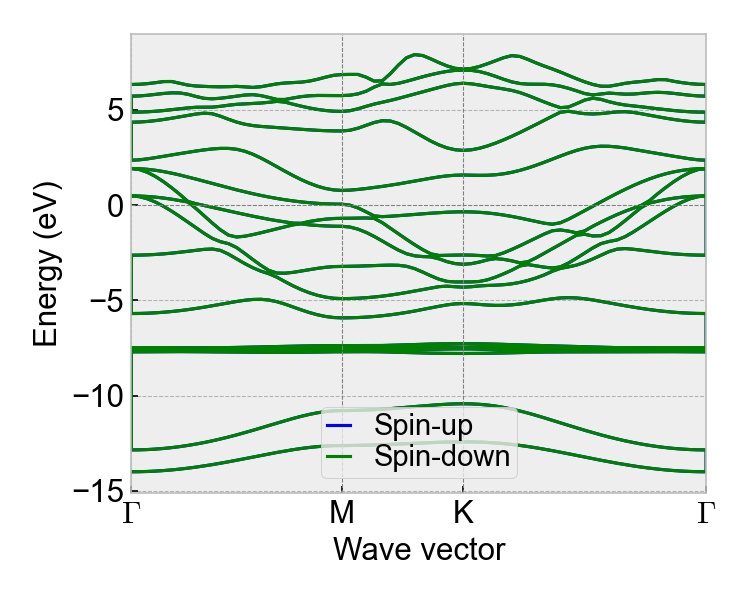 5
0
−5
−10
−15
Energy (eV)
Spin-up
Spin-down
Γ M K Γ
Wave vector